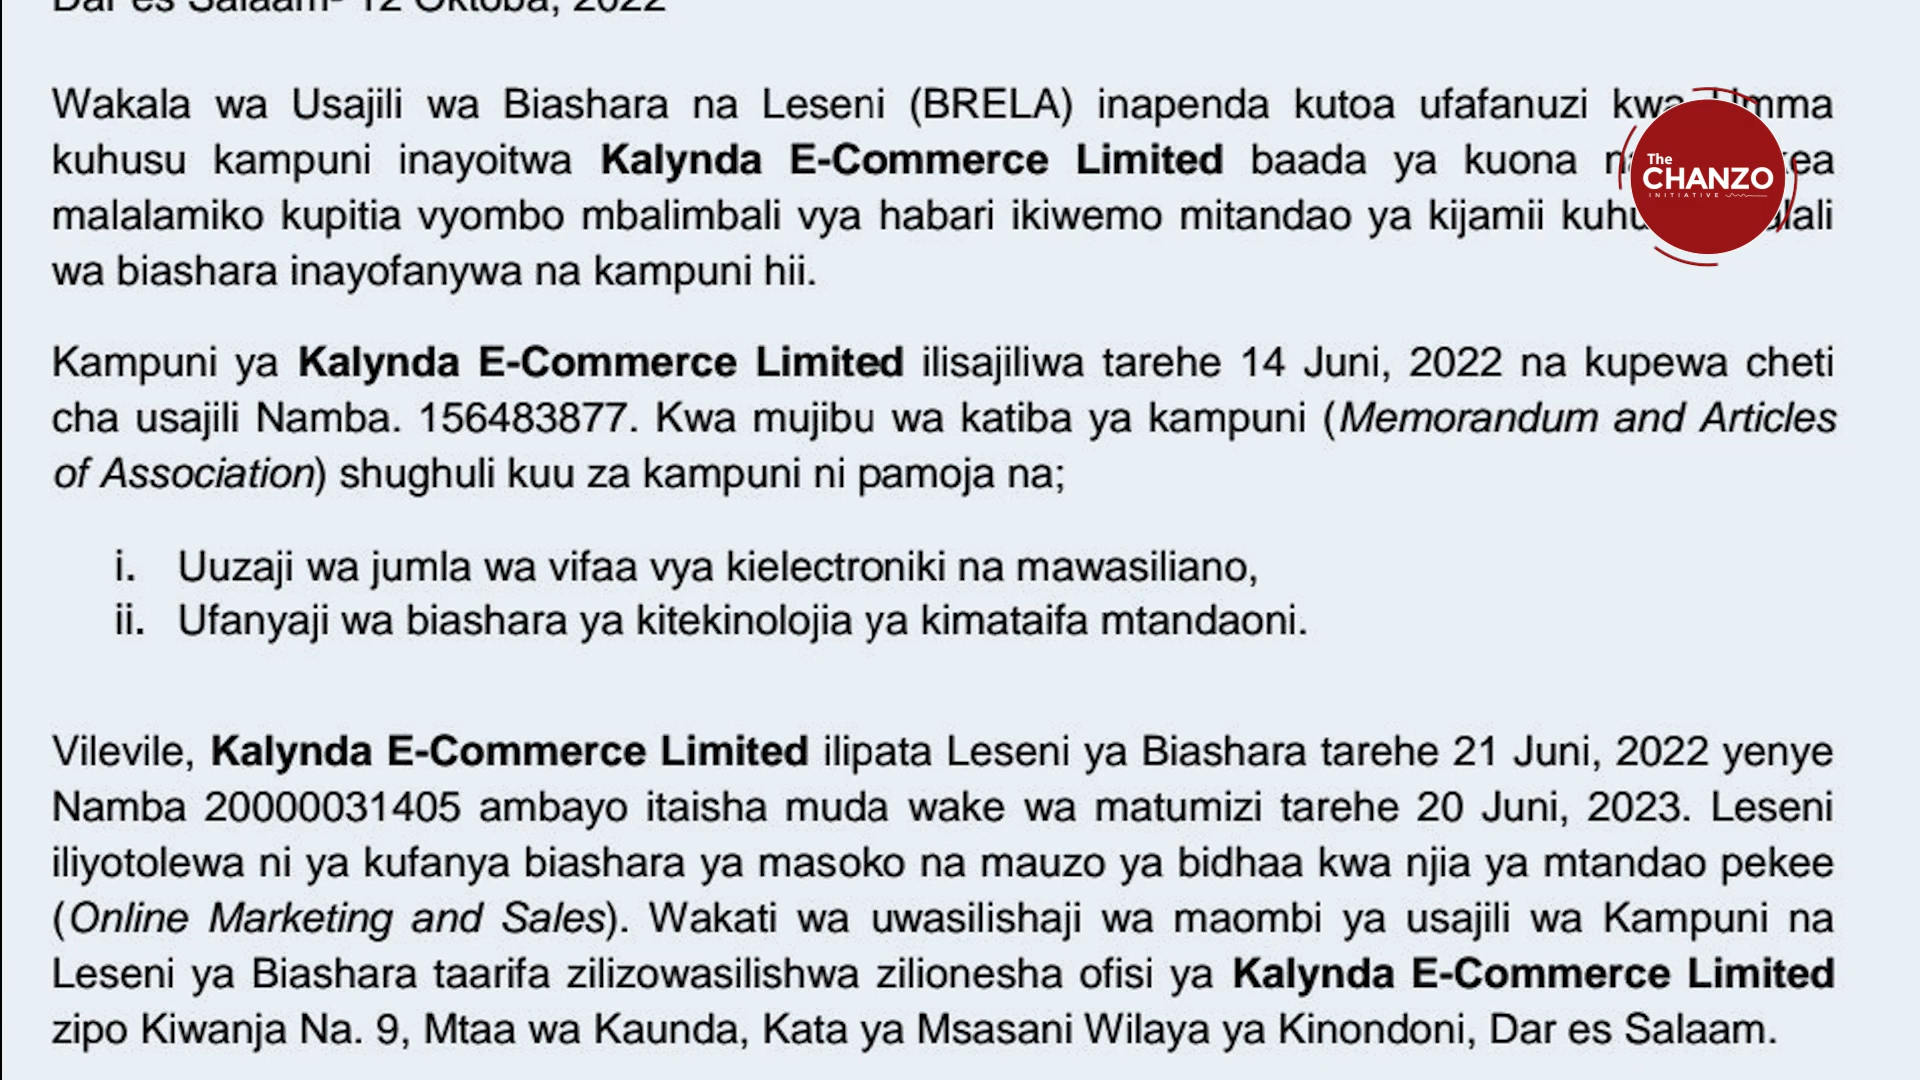 Dar es Salaam- 12 Oktoba, 2022
Wakala wa Usajili wa Biashara na Leseni (BRELA) inapenda kutoa ufafanuzi kwa Umma
kuhusu kampuni inayoitwa Kalynda E-Commerce Limited baada ya kuona
malalamiko kupitia vyombo mbalimbali vya habari ikiwemo mitandao ya kijamii
wa biashara inayofanywa na kampuni hii.
The
CHANZO
INITIATIVE
Kampuni ya Kalynda E-Commerce Limited ilisajiliwa tarehe 14 Juni, 2022 na kupewa cheti
cha usajili Namba. 156483877. Kwa mujibu wa katiba ya kampuni (Memorandum and Articles
of Association) shughuli kuu za kampuni ni pamoja na;
i. Uuzaji wa jumla wa vifaa vya kielectroniki na mawasiliano,
ii. Ufanyaji wa biashara ya kitekinolojia ya kimataifa mtandaoni.
Vilevile, Kalynda E-Commerce Limited ilipata Leseni ya Biashara tarehe 21 Juni, 2022 yenye
Namba 20000031405 ambayo itaisha muda wake wa matumizi tarehe 20 Juni, 2023. Leseni
iliyotolewa ni ya kufanya biashara ya masoko na mauzo ya bidhaa kwa njia ya mtandao pekee
(Online Marketing and Sales). Wakati wa uwasilishaji wa maombi ya usajili wa Kampuni na
Leseni ya Biashara taarifa zilizowasilishwa zilionesha ofisi ya Kalynda E-Commerce Limited
zipo Kiwanja Na. 9, Mtaa wa Kaunda, Kata ya Msasani Wilaya ya Kinondoni, Dar es Salaam.